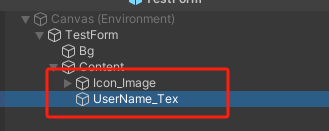 TestForm
Canvas (Environment)
TestForm
Bg
Content
Icon_Image
UserName_Tex